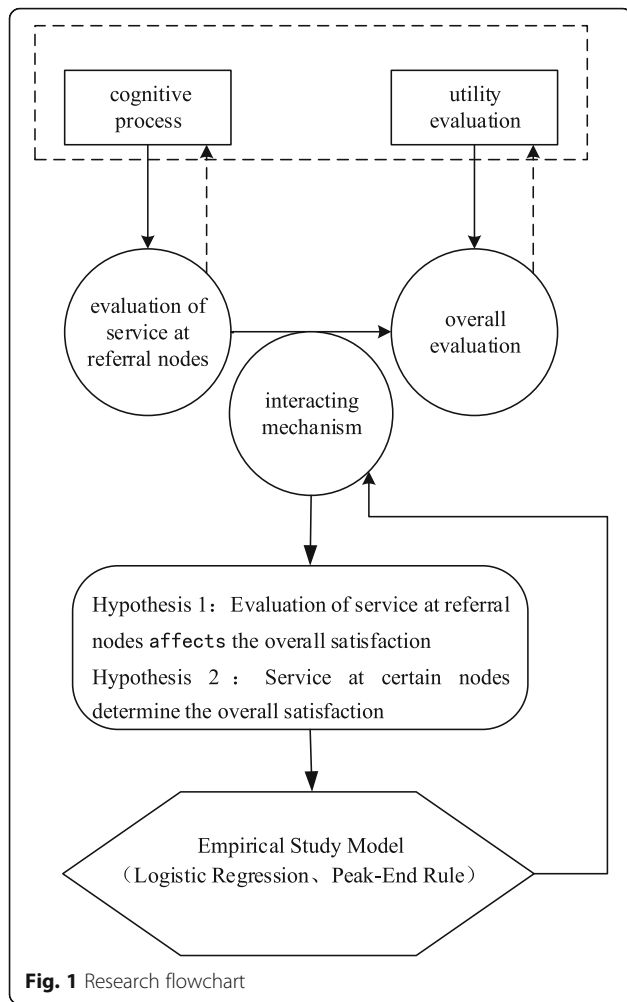 cognitive
process
utility
evaluation
evaluation of
service at
referral nodes
overall
evaluation
interacting
mechanism
Hypothesis 1：Evaluation of service at referral
nodes affects the overall satisfaction
Hypothesis 2 ： Service at certain nodes
determine the overall satisfaction
Empirical Study Model
（Logistic Regression、Peak-End Rule）
Fig. 1 Research flowchart